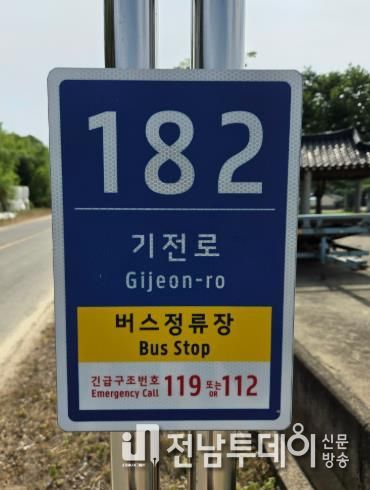 182
기전로
Gijeon-ro
버스정류장
Bus Stop
긴급구조번호 119 또는 112
Emergency Call OR
in 전남투데이 신문
방송